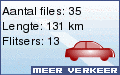 Aantal files: 35
Lengte: 131 km
Flitsers: 13
MEER VERKEER